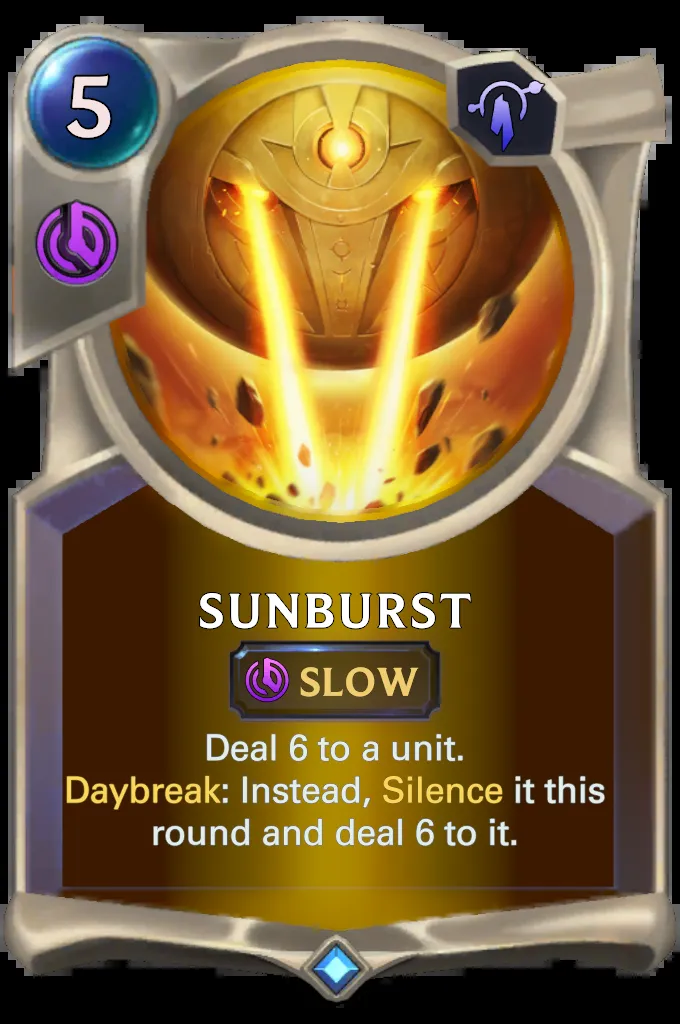 5
SUNBURST
SLOW
Deal 6 to a unit.
Daybreak: Instead, Silence it this
round and deal 6 to it.